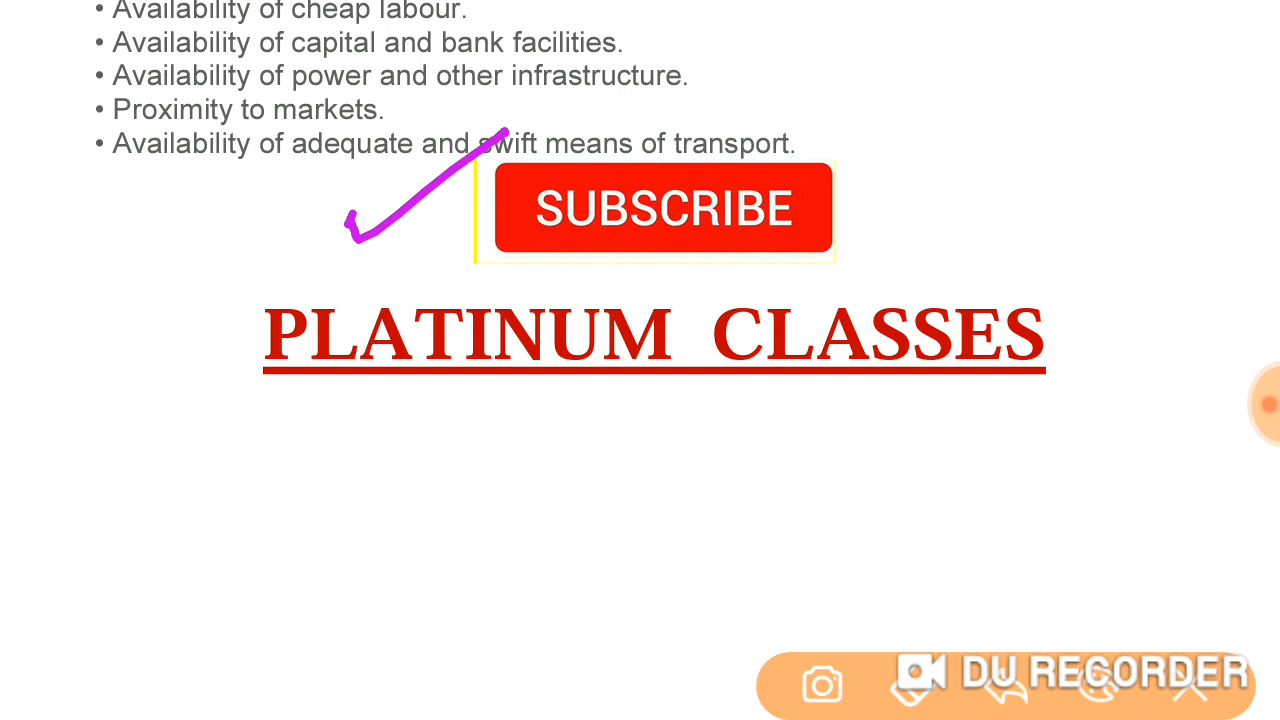 • Availability of cheap labour.
• Availability of capital and bank facilities.
• Availability of power and other infrastructure.
• Proximity to markets.
• Availability of adequate and swift means of transport.
SUBSCRIBE
PLATINUM CLASSES
DU RECORDER